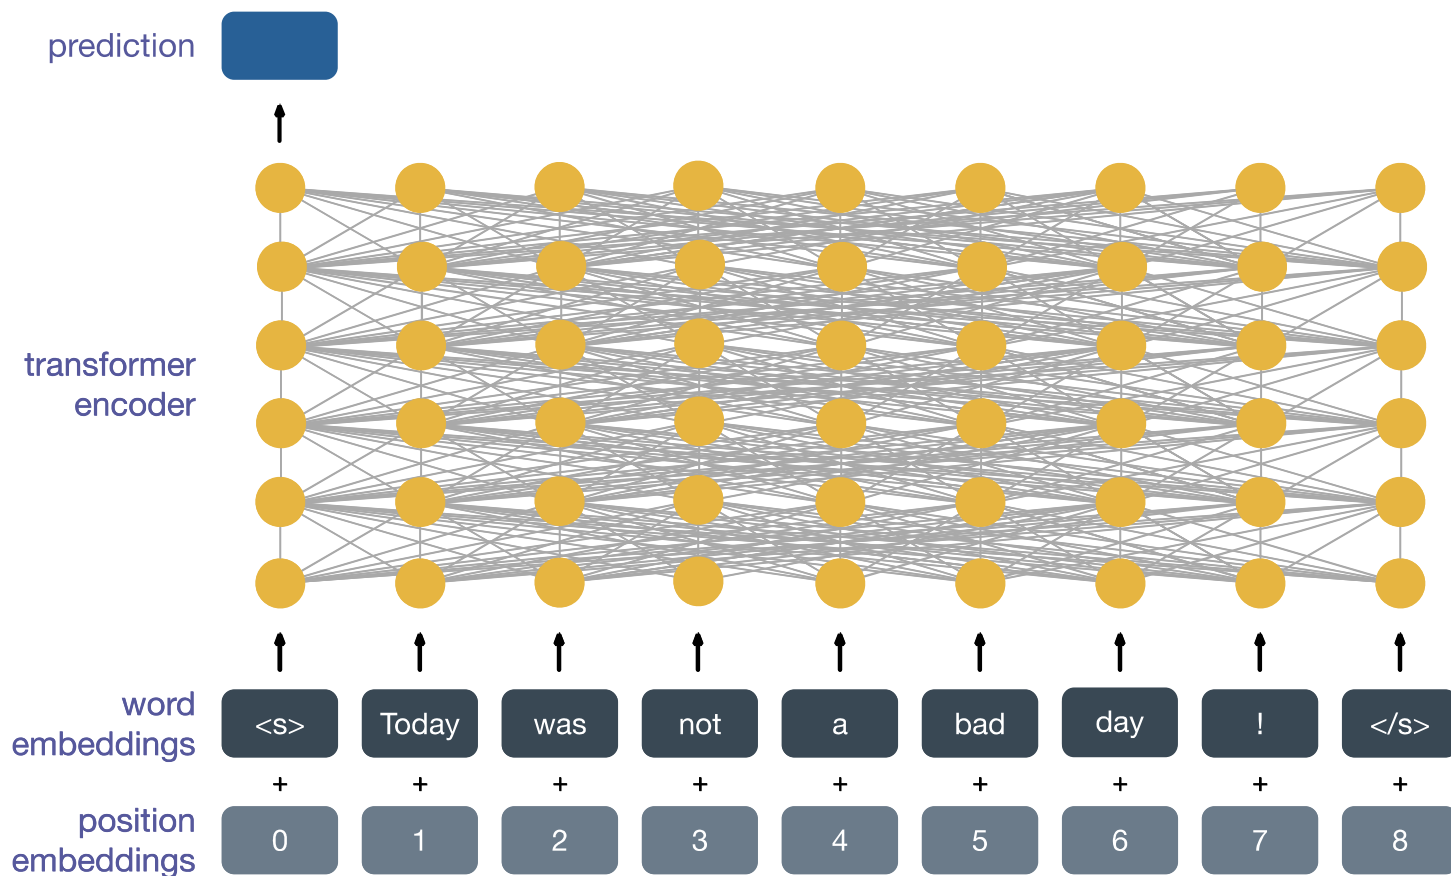 prediction
transformer
encoder
word
embeddings
<s> Today was not a bad day ! </s>
+ + + + + + + + +
position
embeddings
0 1 2 3 4 5 6 7 8